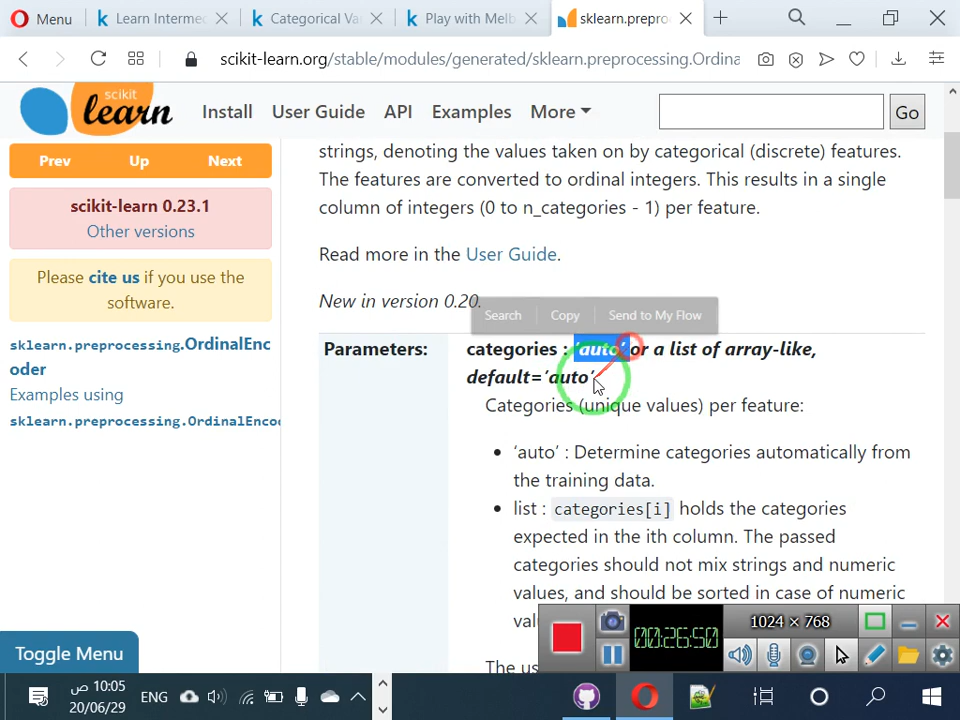 Menu
Learn Interme
Categorical Va
Play with Melb
sklearn.prepro
scikit-learn.org/stable/modules/generated/sklearn.preprocessing.Ordina
scikit
learn
Install
User Guide
API
Examples
More
Go
Prev
Up
Next
scikit-learn 0.23.1
Other versions
Please cite us if you use the
software.
sklearn.preprocessing.OrdinalEnc
oder
Examples using
sklearn.preprocessing.OrdinalEncod
strings, denoting the values taken on by categorical (discrete) features.
The features are converted to ordinal integers. This results in a single
column of integers (0 to n_categories - 1) per feature.
Read more in the User Guide.
New in version 0.20.
Search
Copy
Send to My Flow
Parameters:
categories : ‘auto’ or a list of array-like,
default=’auto’
Categories (unique values) per feature:
• ‘auto’ : Determine categories automatically from
the training data.
• list : categories[i] holds the categories
expected in the ith column. The passed
categories should not mix strings and numeric
values, and should be sorted in case of numeric
val
The us
00:26:50
1024 × 768
Toggle Menu
10:05 ص
20/06/29
ENG